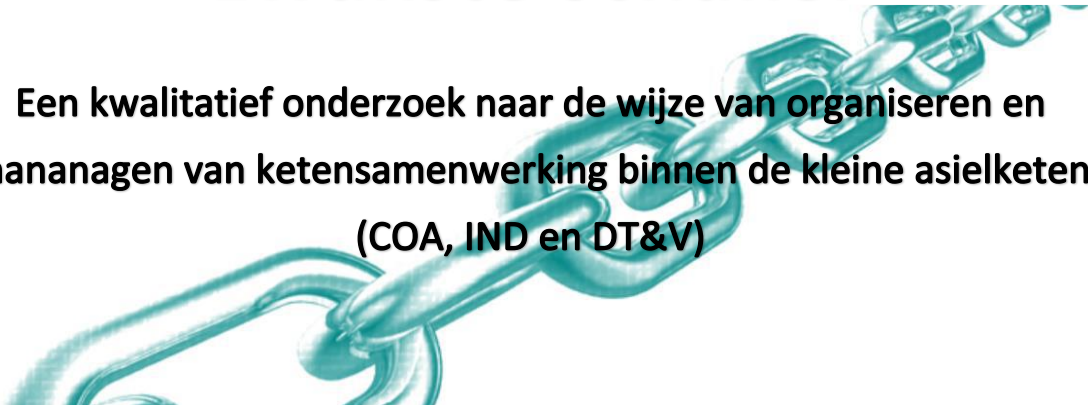 Een kwalitatief onderzoek naar de wijze van organiseren en
ananagen van ketensamenwerking binnen de kleine asielketen
(COA, IND en DT&V)